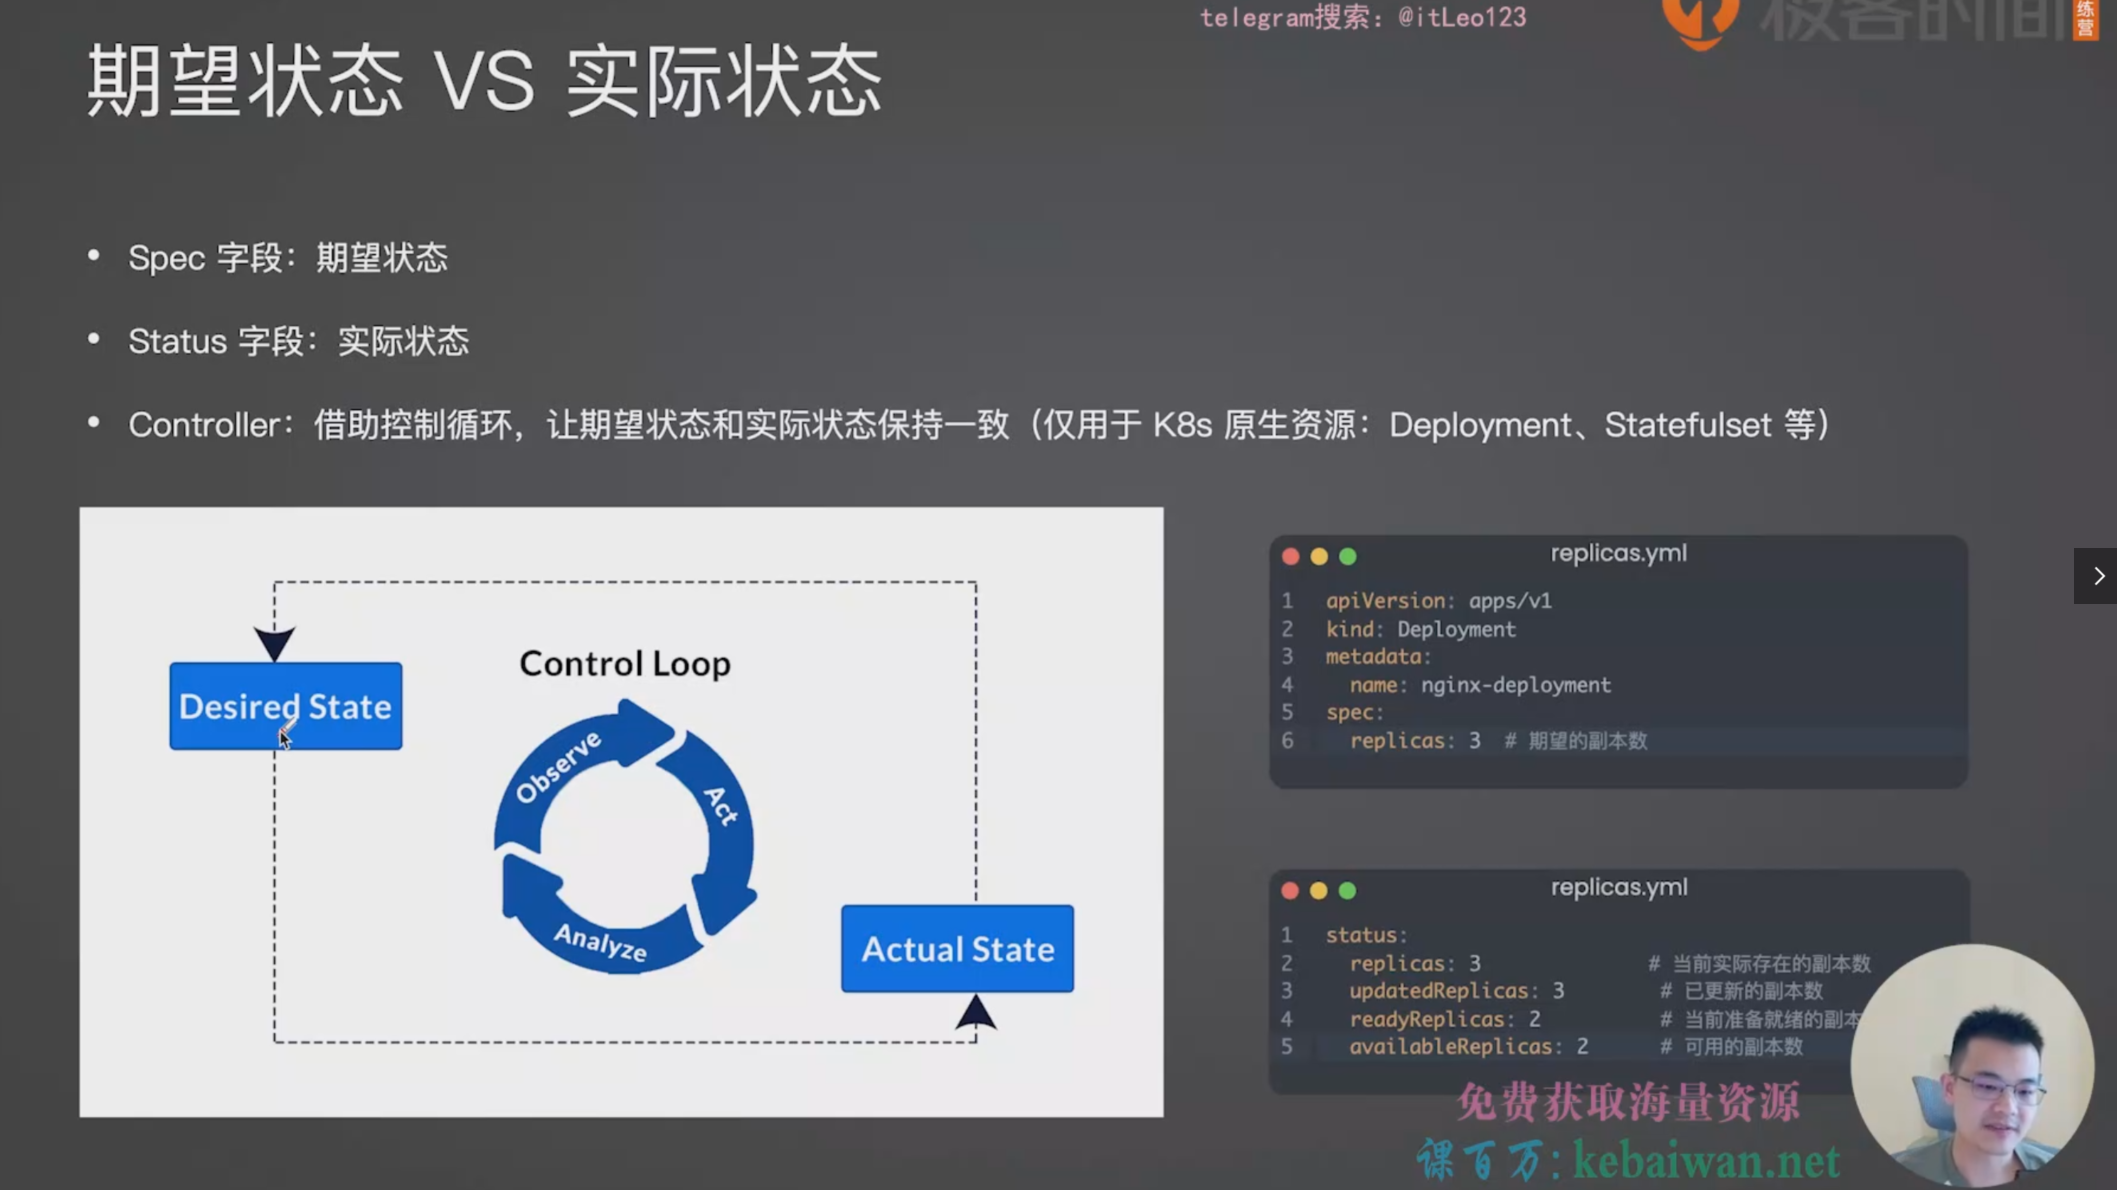 telegram搜索：@itLeo123
极客时间
练营
期望状态 VS 实际状态
• Spec 字段：期望状态
• Status 字段：实际状态
• Controller：借助控制循环，让期望状态和实际状态保持一致（仅用于 K8s 原生资源：Deployment、Statefulset 等）
Control Loop
Desired State
Observe
Act
Analyze
Actual State
replicas.yml
1 apiVersion: apps/v1
2 kind: Deployment
3 metadata:
4 name: nginx-deployment
5 spec:
6 replicas: 3 # 期望的副本数
replicas.yml
1 status:
2 replicas: 3 # 当前实际存在的副本数
3 updatedReplicas: 3 # 已更新的副本数
4 readyReplicas: 2 # 当前准备就绪的副本
5 availableReplicas: 2 # 可用的副本数
免费获取海量资源
课百万：kebaiwan.net